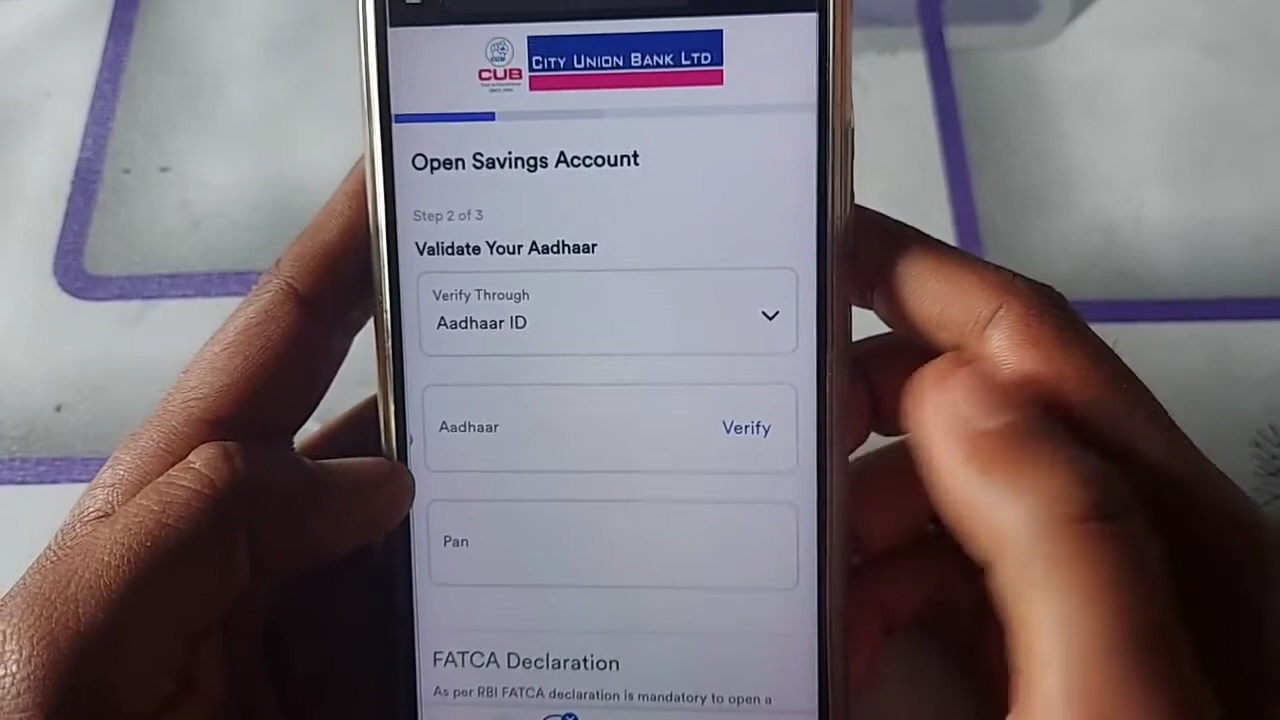 CUB
CITY UNION BANK LTD
Open Savings Account
Step 2 of 3
Validate Your Aadhaar
Verify Through
Aadhaar ID
Aadhaar
Verify
Pan
FATCA Declaration
As per RBI FATCA declaration is mandatory to open a